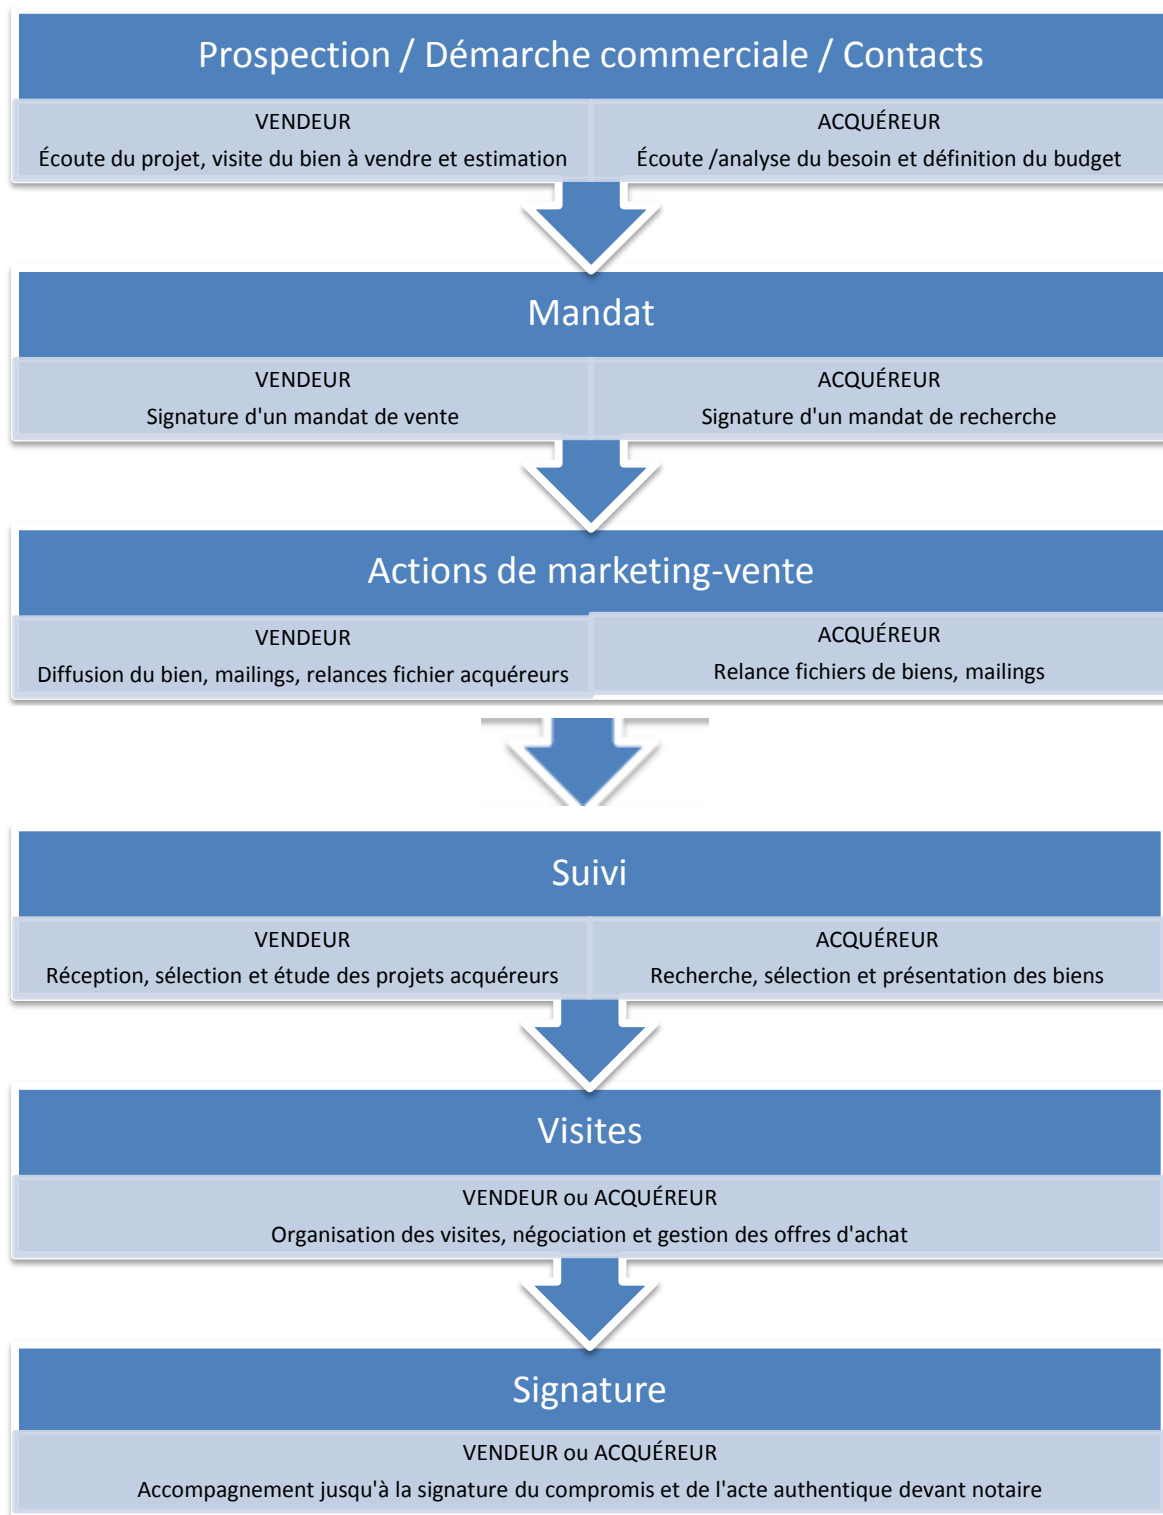 Prospection / Démarche commerciale / Contacts
VENDEUR
Écoute du projet, visite du bien à vendre et estimation
ACQUÉREUR
Écoute /analyse du besoin et définition du budget
Mandat
VENDEUR
Signature d'un mandat de vente
ACQUÉREUR
Signature d'un mandat de recherche
Actions de marketing-vente
VENDEUR
Diffusion du bien, mailings, relances fichier acquéreurs
ACQUÉREUR
Relance fichiers de biens, mailings
Suivi
VENDEUR
Réception, sélection et étude des projets acquéreurs
ACQUÉREUR
Recherche, sélection et présentation des biens
Visites
VENDEUR ou ACQUÉREUR
Organisation des visites, négociation et gestion des offres d'achat
Signature
VENDEUR ou ACQUÉREUR
Accompagnement jusqu'à la signature du compromis et de l'acte authentique devant notaire